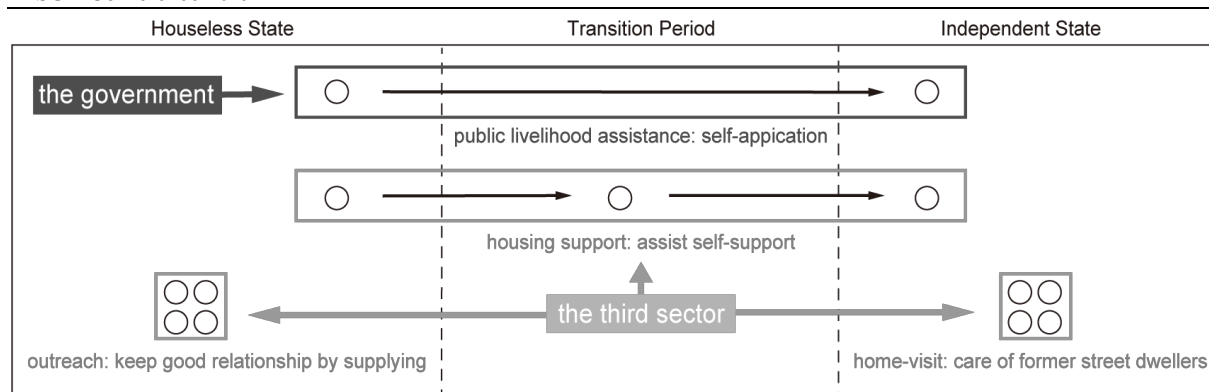 Houseless State
Transition Period
Independent State
the government
public livelihood assistance: self-appication
housing support: assist self-support
the third sector
outreach: keep good relationship by supplying
home-visit: care of former street dwellers